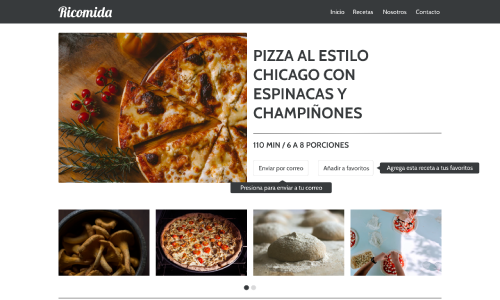 Ricomida
Inicio Recetas Nosotros Contacto
PIZZA AL ESTILO
CHICAGO CON
ESPINACAS Y
CHAMPIÑONES
110 MIN / 6 A 8 PORCIONES
Enviar por correo Añadir a favoritos Agrega esta receta a tus favoritos
Presiona para enviar a tu correo